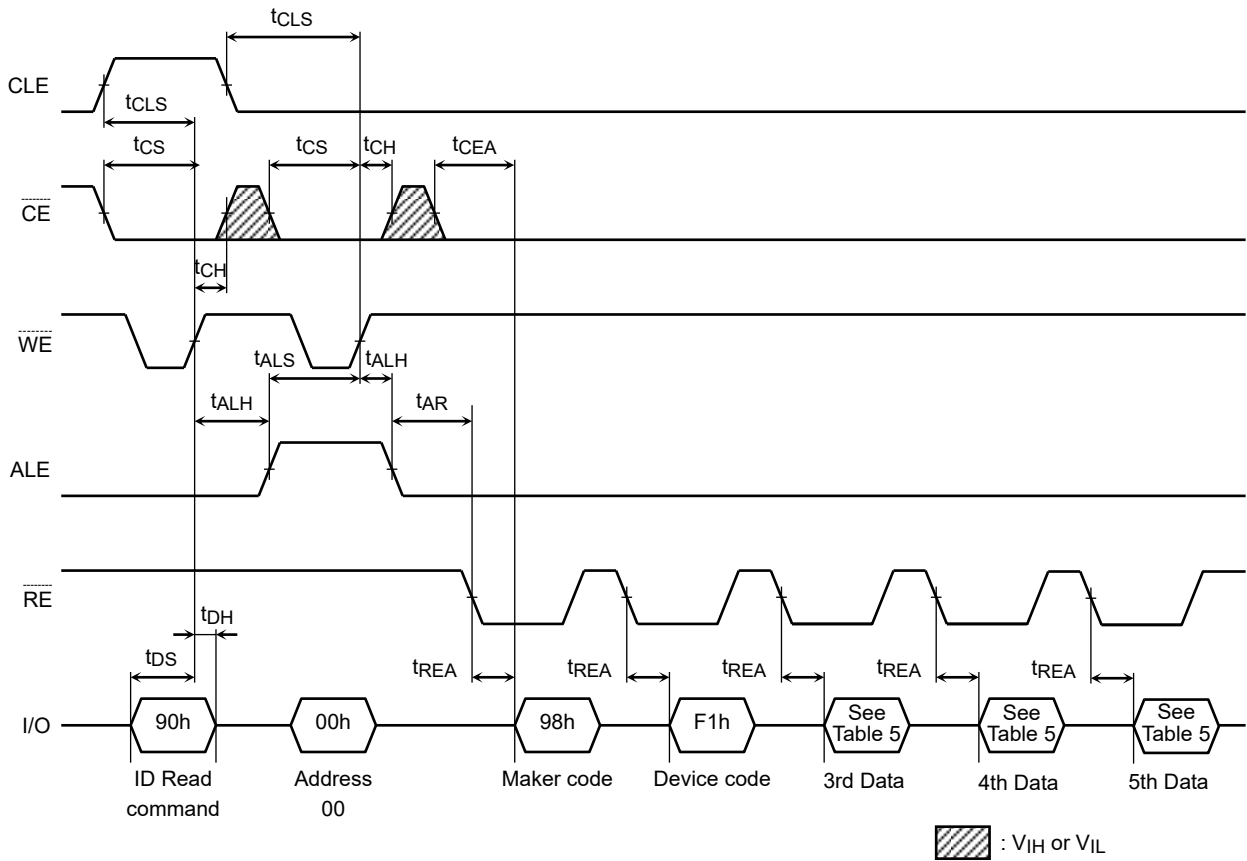 tCLS
CLE
tCLS
tCS tCS tCH tCEA
CE
tCH
WE
tALS tALH
tALH tAR
ALE
RE
tDH
tDS tREA tREA tREA tREA tREA
I/O 90h 00h 98h F1h See Table 5 See Table 5 See Table 5
ID Read command Address 00 Maker code Device code 3rd Data 4th Data 5th Data
: VIH or VIL